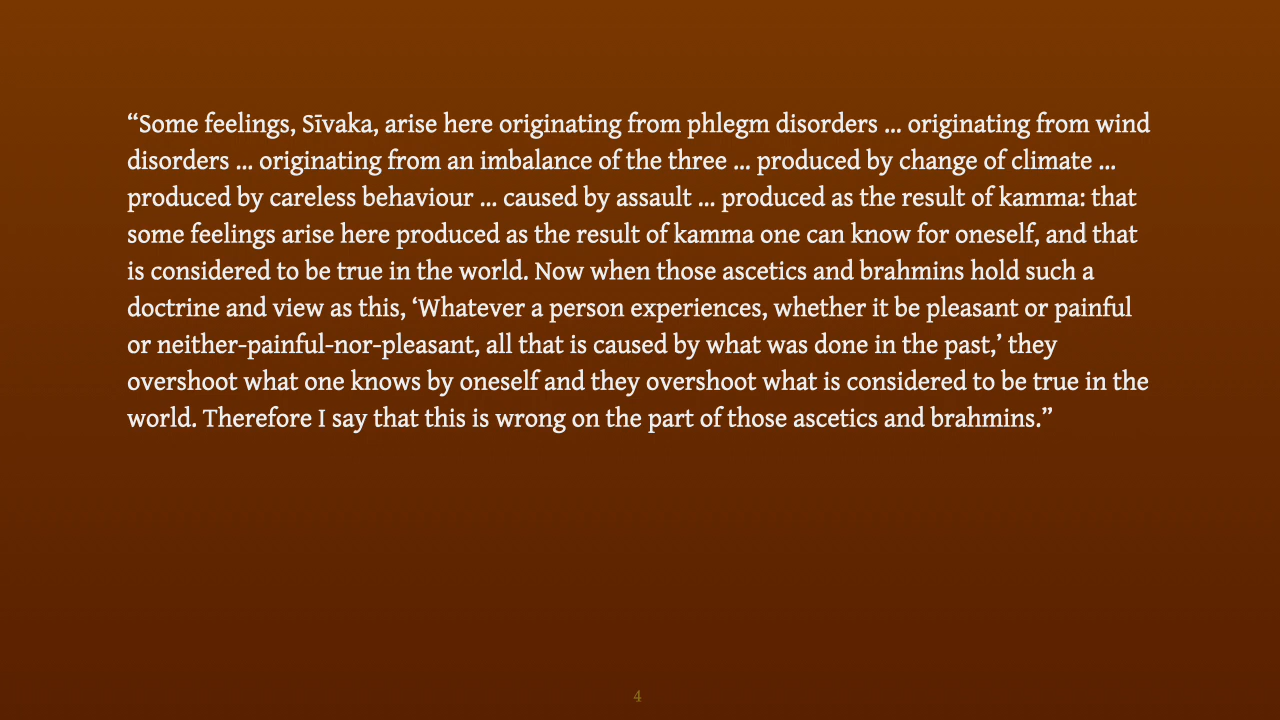 “Some feelings, Sīvaka, arise here originating from phlegm disorders ... originating from wind
disorders ... originating from an imbalance of the three ... produced by change of climate ...
produced by careless behaviour ... caused by assault ... produced as the result of kamma: that
some feelings arise here produced as the result of kamma one can know for oneself, and that
is considered to be true in the world. Now when those ascetics and brahmins hold such a
doctrine and view as this, ‘Whatever a person experiences, whether it be pleasant or painful
or neither-painful-nor-pleasant, all that is caused by what was done in the past,’ they
overshoot what one knows by oneself and they overshoot what is considered to be true in the
world. Therefore I say that this is wrong on the part of those ascetics and brahmins.”
4